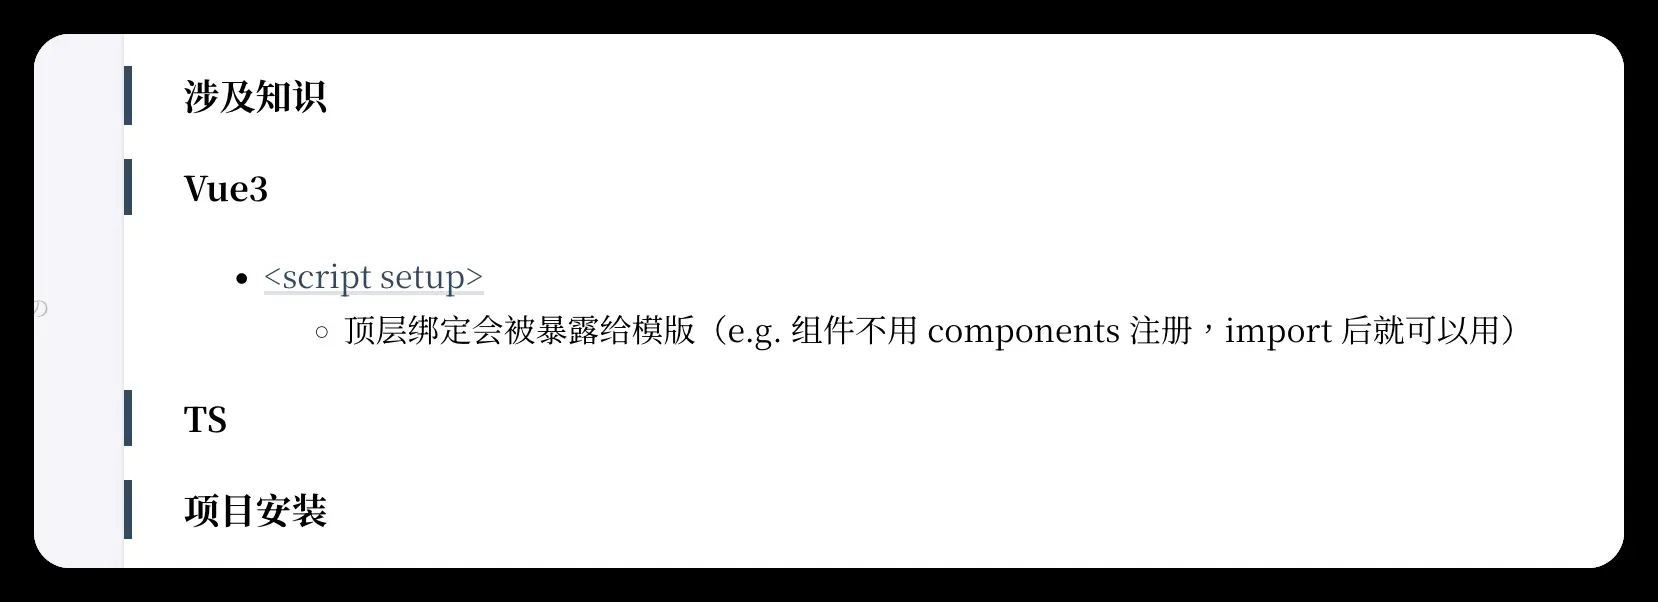 涉及知识
Vue3
<script setup>
顶层绑定会被暴露给模版（e.g. 组件不用 components 注册，import 后就可以用）
の
TS
项目安装